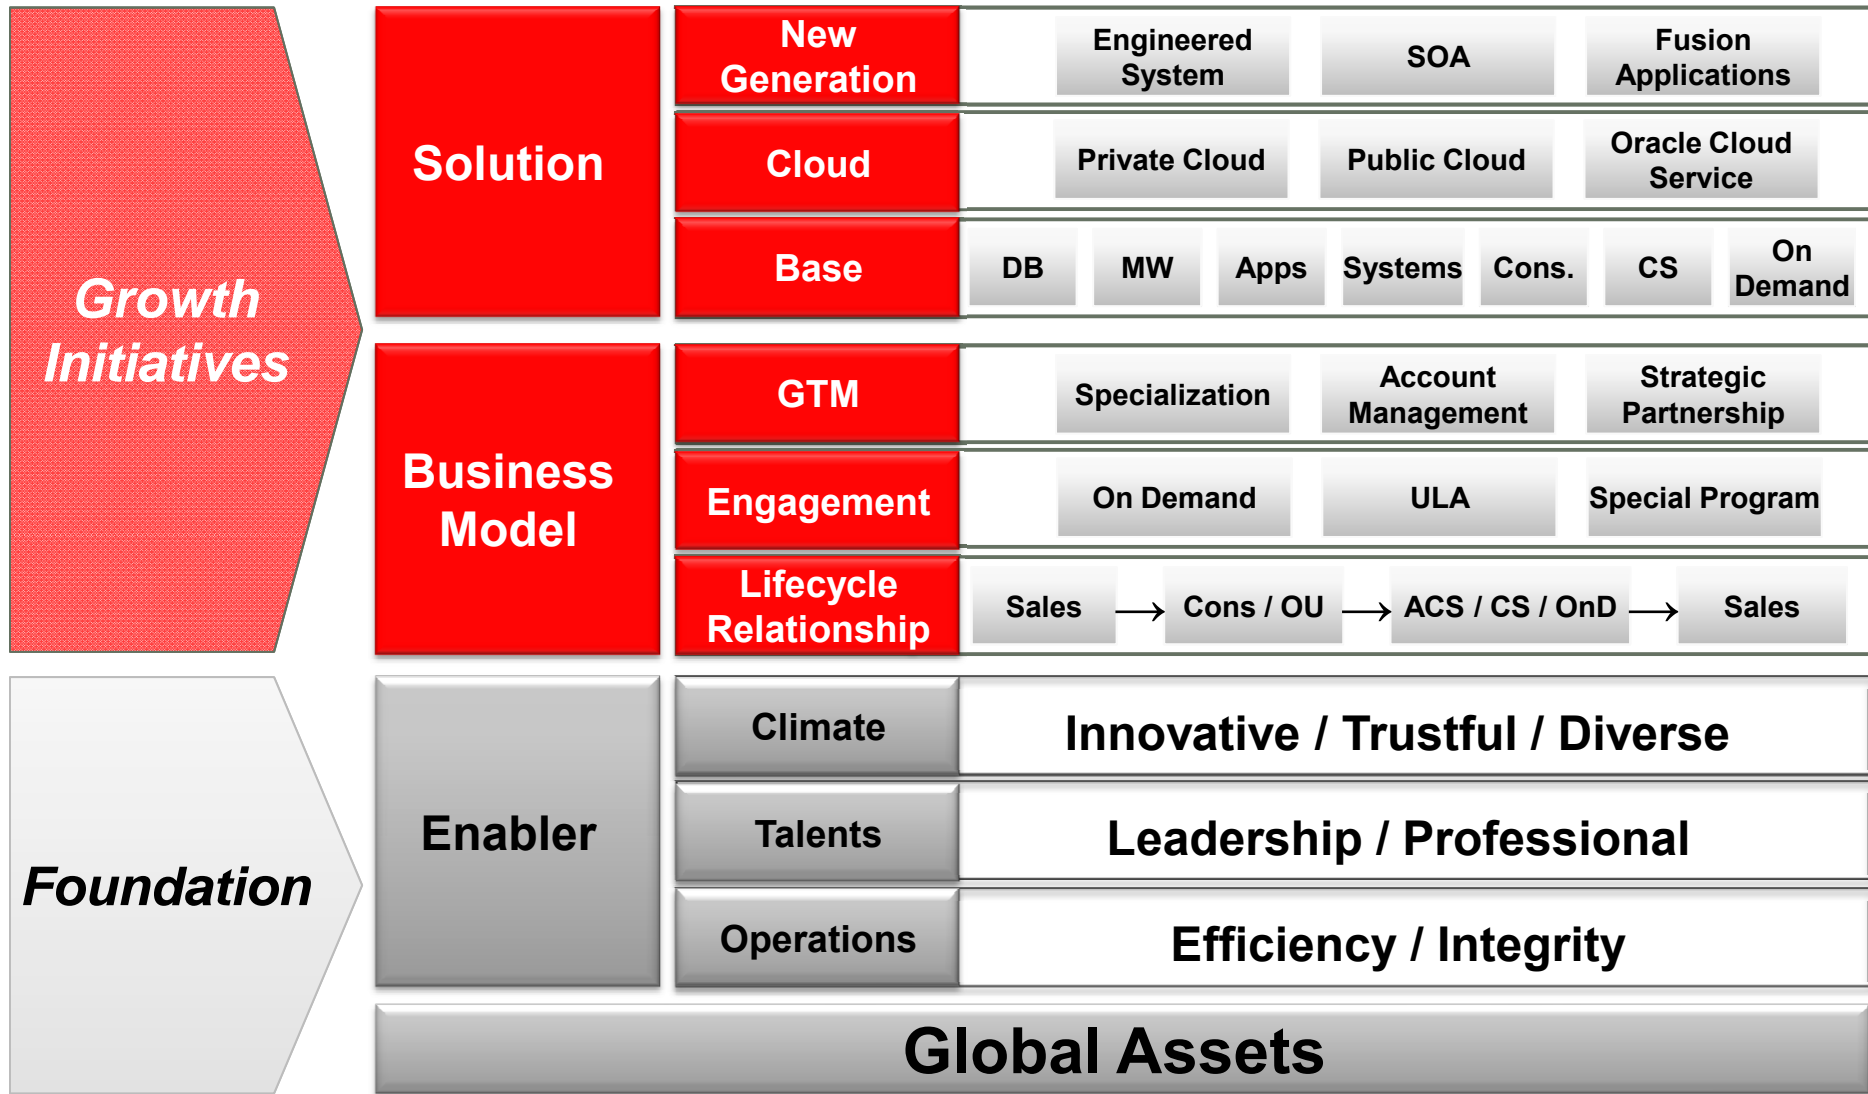 Growth
Initiatives
Solution
New
Generation
Engineered
System
SOA
Fusion
Applications
Cloud
Private Cloud
Public Cloud
Oracle Cloud
Service
Base
DB
MW
Apps
Systems
Cons.
CS
On
Demand
Business
Model
GTM
Specialization
Account
Management
Strategic
Partnership
Engagement
On Demand
ULA
Special Program
Lifecycle
Relationship
Sales
Cons / OU
ACS / CS / OnD
Sales
Foundation
Enabler
Climate
Innovative / Trustful / Diverse
Talents
Leadership / Professional
Operations
Efficiency / Integrity
Global Assets